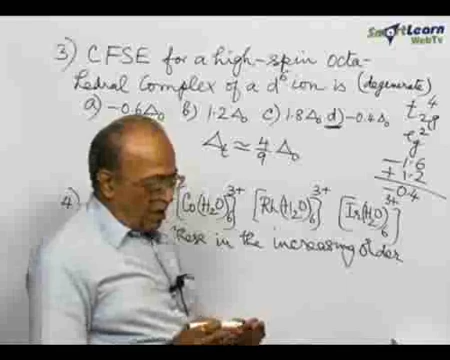 SmartLearn
WebTv
3) CFSE for a high-spin octa-
hedral complex of a d⁶ ion is (degenerate)
a) -0.6Δ₀ b) 1.2Δ₀ c) 1.8Δ₀ d) -0.4Δ₀
t₂g⁴
eg²
Δt ≃ 4/9 Δ₀
-1.6
+1.2
-0.4
4) [Co(H₂O)₆]³⁺ [Rh(H₂O)₆]³⁺ [Ir(H₂O)₆]³⁺
these in the increasing order